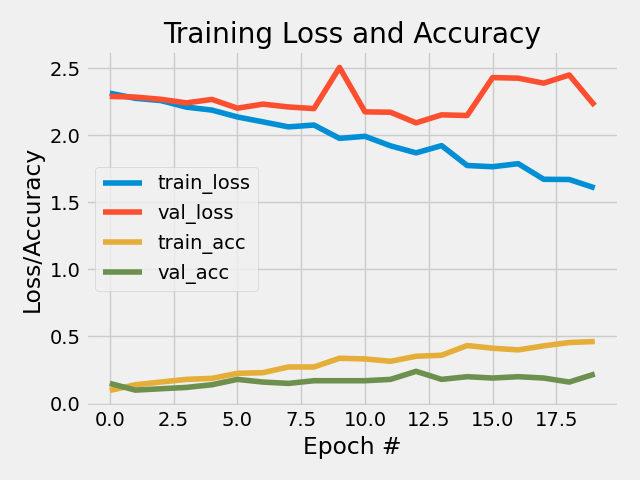 Training Loss and Accuracy
2.5
2.0
1.5
1.0
0.5
0.0
Loss/Accuracy
train_loss
val_loss
train_acc
val_acc
0.0 2.5 5.0 7.5 10.0 12.5 15.0 17.5
Epoch #